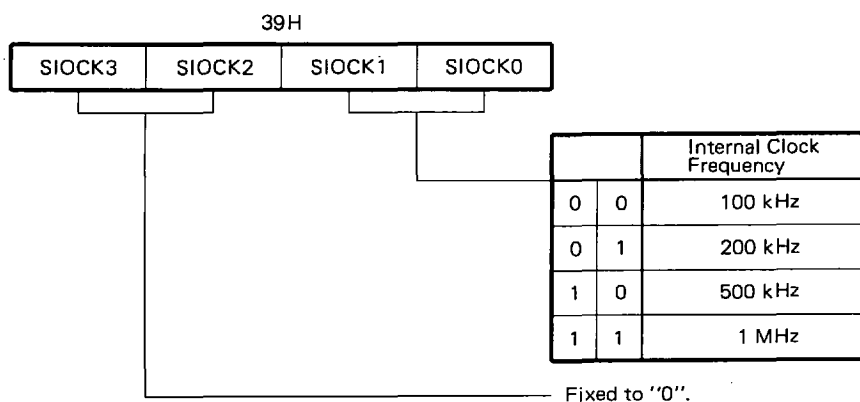 39H
SIOCK3 SIOCK2 SIOCK1 SIOCK0
Internal Clock
Frequency
0 0 100 kHz
0 1 200 kHz
1 0 500 kHz
1 1 1 MHz
Fixed to "0".